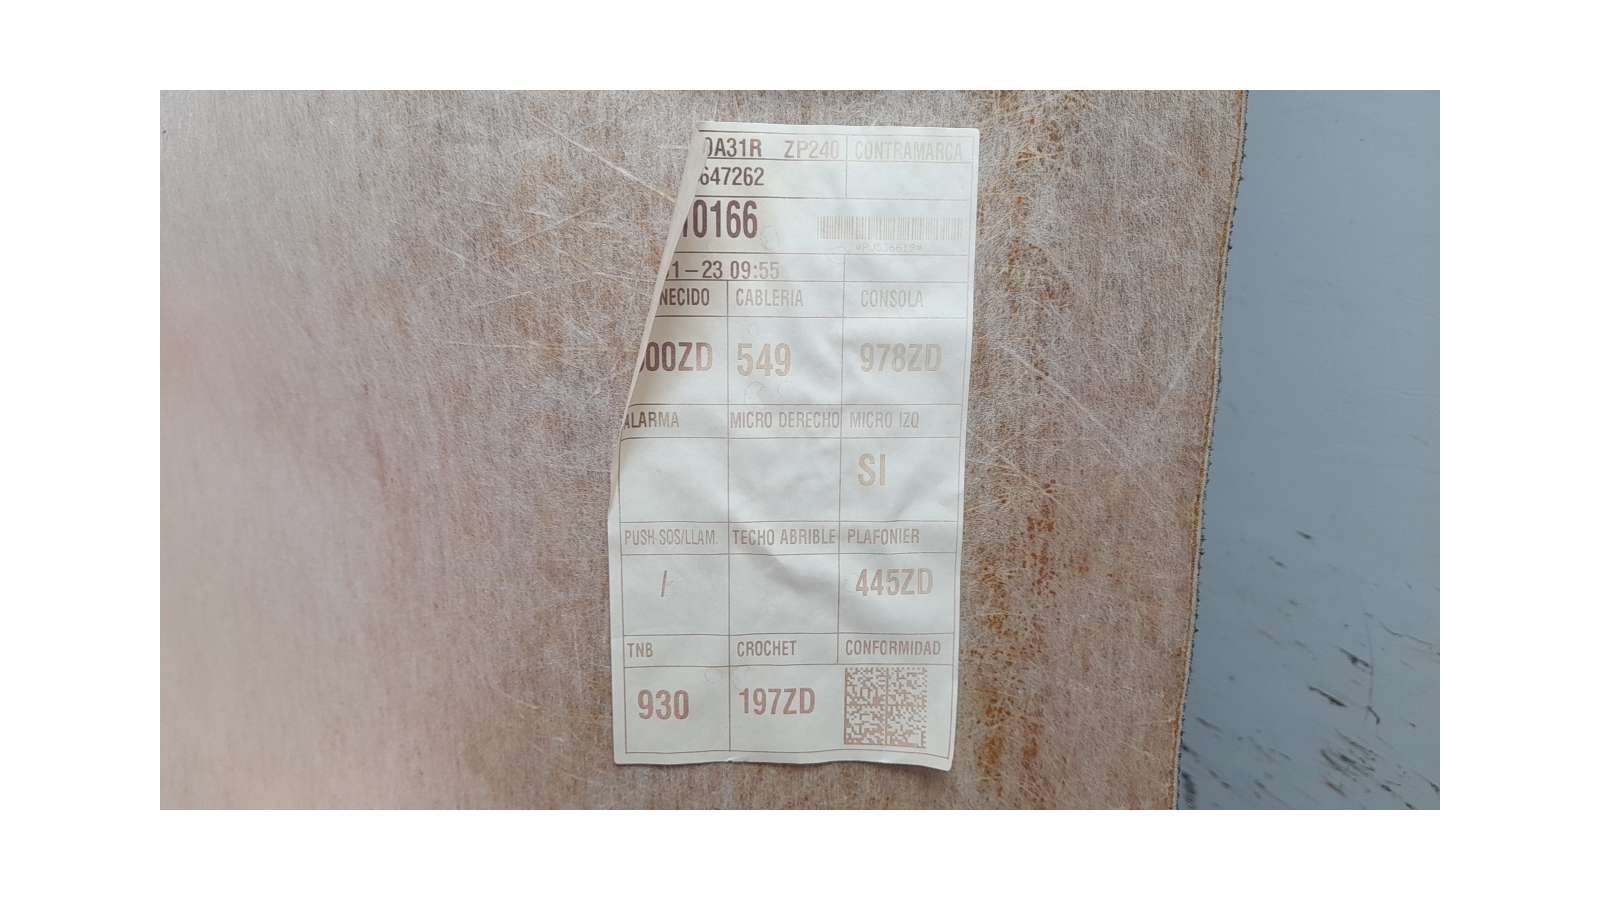 0A31R ZP240 CONTRAMARCA
647262
10166
1-23 09:55
NECIDO CABLERIA CONSOLA
00ZD 549 978ZD
ALARMA MICRO DERECHO MICRO IZQ
SI
PUSH SOS/LLAM. TECHO ABRIBLE PLAFONIER
/ 445ZD
TNB CROCHET CONFORMIDAD
930 197ZD